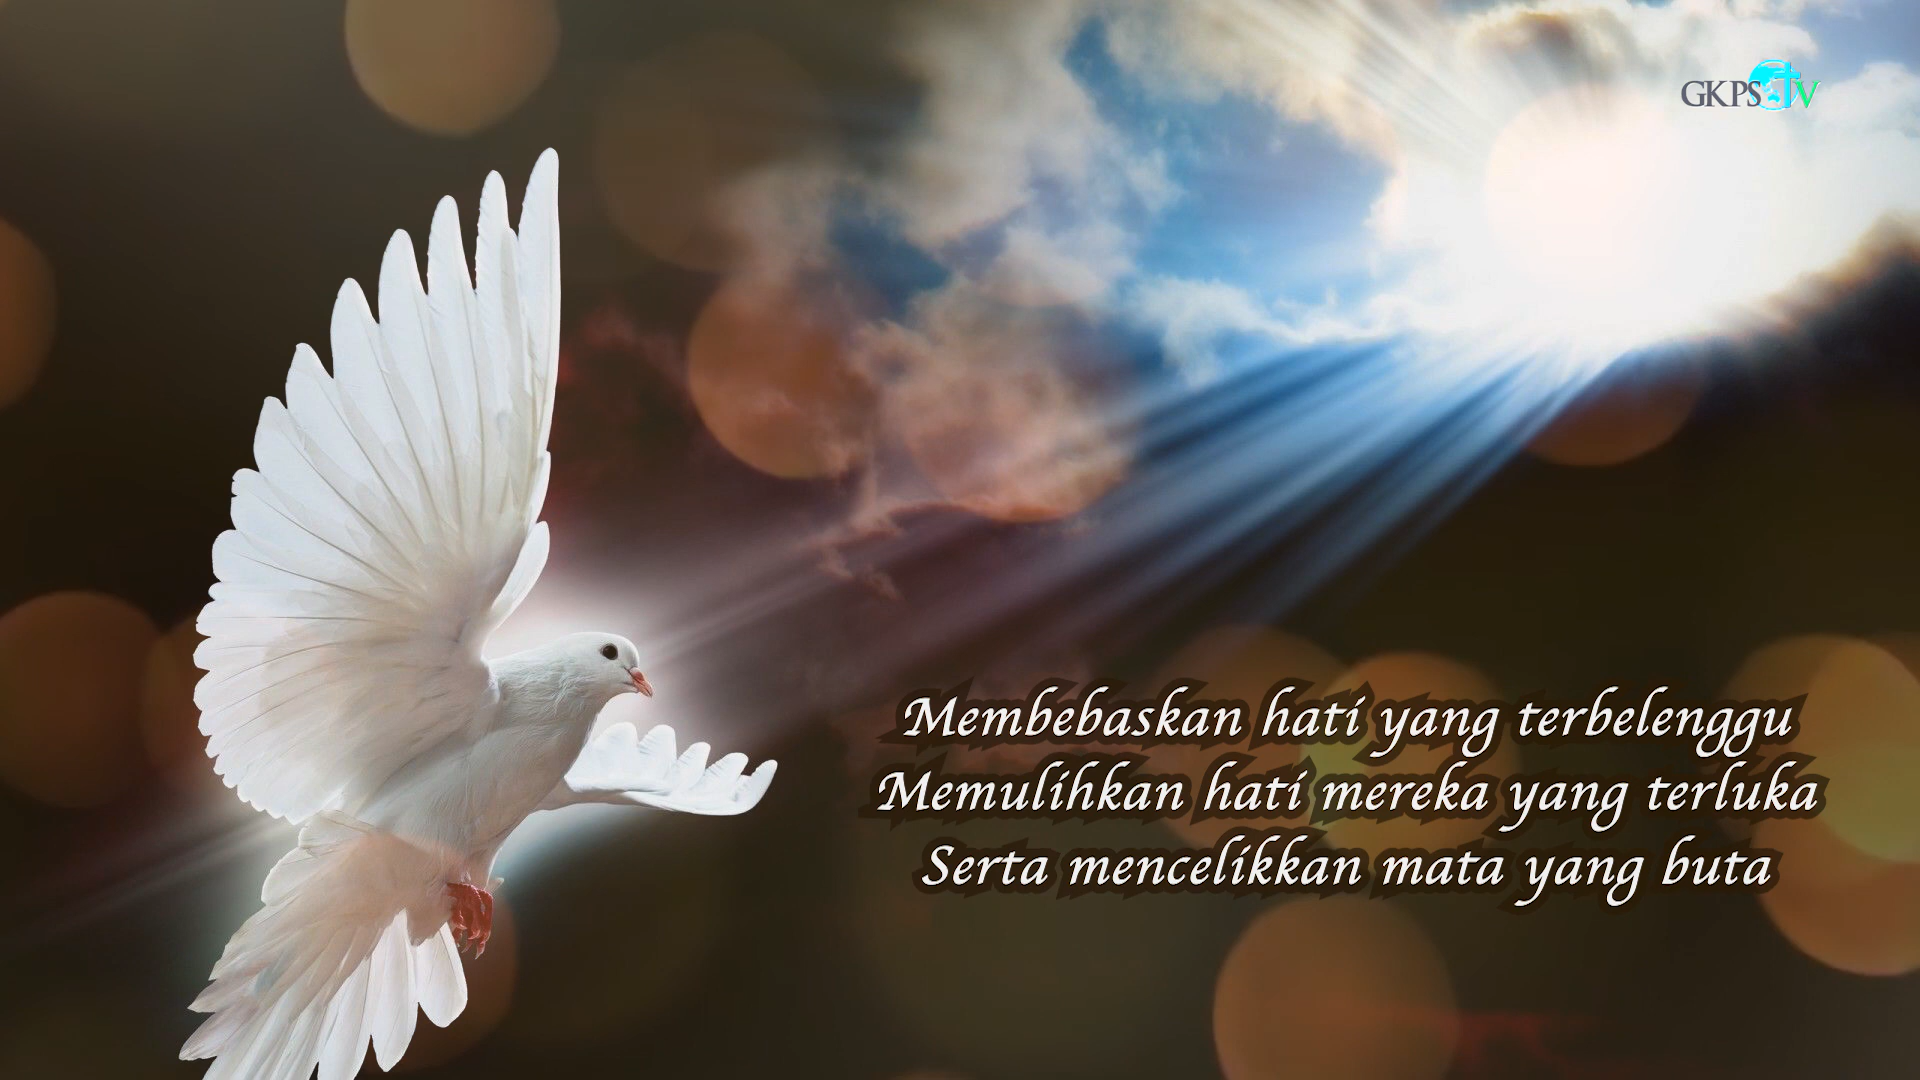 GKPS TV
Membebaskan hati yang terbelenggu
Memulihkan hati mereka yang terluka
Serta mencelikkan mata yang buta